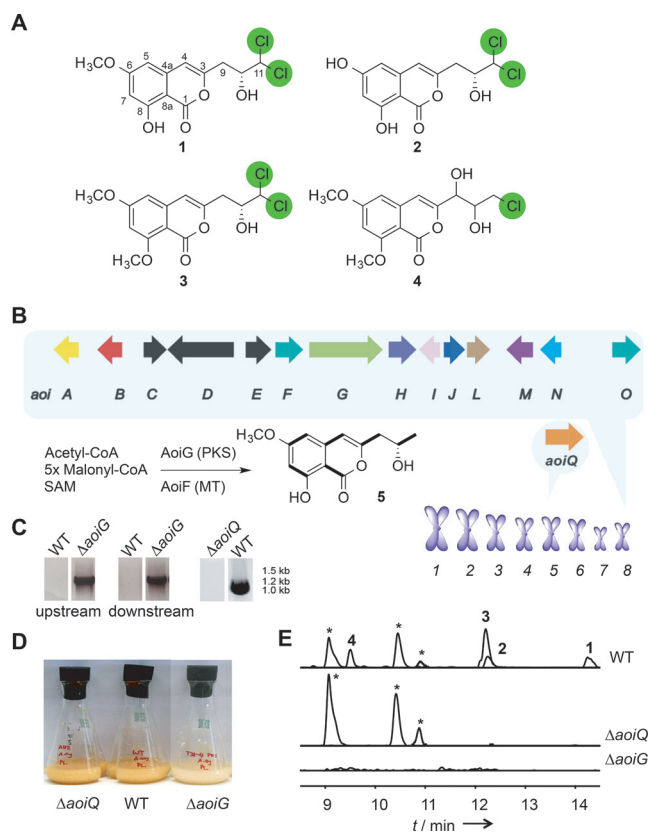 A
Cl
Cl
H₃CO
5
4
6
4a
3
9
11
7
8
8a
1
O
OH
OH
O
1
HO
Cl
Cl
O
OH
OH
O
2
H₃CO
Cl
Cl
O
OH
O
H₃CO
3
H₃CO
OH
Cl
O
OH
O
H₃CO
4
B
aoi A B C D E F G H I J L M N O
aoiQ
Acetyl-CoA
5x Malonyl-CoA
SAM
AoiG (PKS)
AoiF (MT)
H₃CO
O
OH
OH
O
5
1 2 3 4 5 6 7 8
C
WT ΔaoiG WT ΔaoiG ΔaoiQ WT
1.5 kb
1.2 kb
1.0 kb
upstream downstream
D
ΔaoiQ WT ΔaoiG
E
* 4 * * 3 2 1 WT
* * * ΔaoiQ
ΔaoiG
9 10 11 12 13 14
t / min